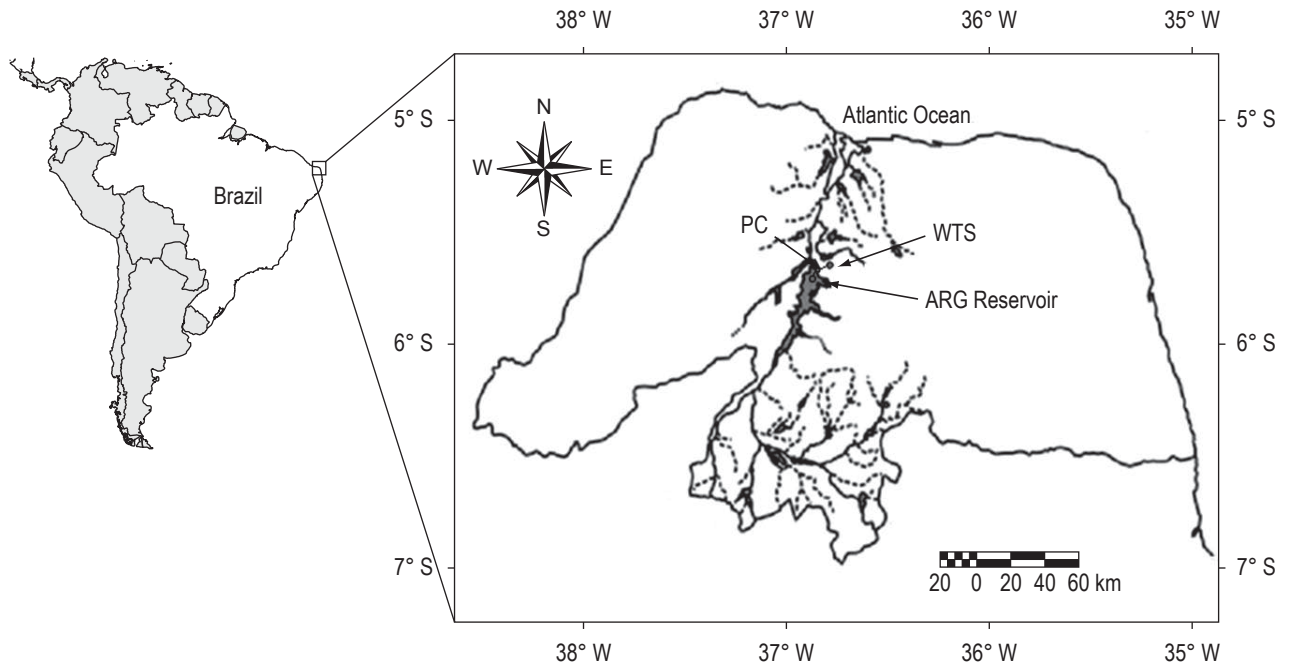 38° W 37° W 36° W 35° W
Atlantic Ocean
5° S 5° S
N
W E
S
Brazil
PC WTS
ARG Reservoir
6° S 6° S
20 0 20 40 60 km
7° S 7° S
38° W 37° W 36° W 35° W